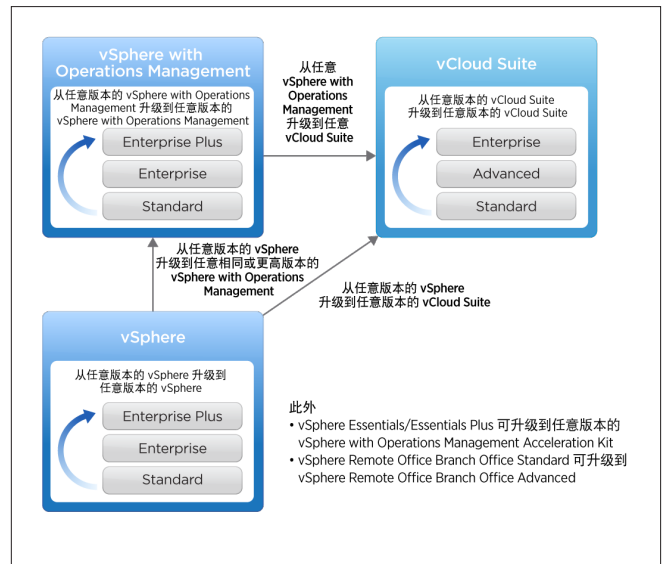 vSphere with
Operations Management
从任意版本的 vSphere with Operations
Management 升级到任意版本的
vSphere with Operations Management
Enterprise Plus
Enterprise
Standard
从任意
vSphere with
Operations
Management
升级到任意
vCloud Suite
vCloud Suite
从任意版本的 vCloud Suite
升级到任意版本的 vCloud Suite
Enterprise
Advanced
Standard
从任意版本的 vSphere
升级到任意相同或更高版本的
vSphere with Operations
Management
从任意版本的 vSphere
升级到任意版本的 vCloud Suite
vSphere
从任意版本的 vSphere 升级到
任意版本的 vSphere
Enterprise Plus
Enterprise
Standard
此外
• vSphere Essentials/Essentials Plus 可升级到任意版本的
vSphere with Operations Management Acceleration Kit
• vSphere Remote Office Branch Office Standard 可升级到
vSphere Remote Office Branch Office Advanced